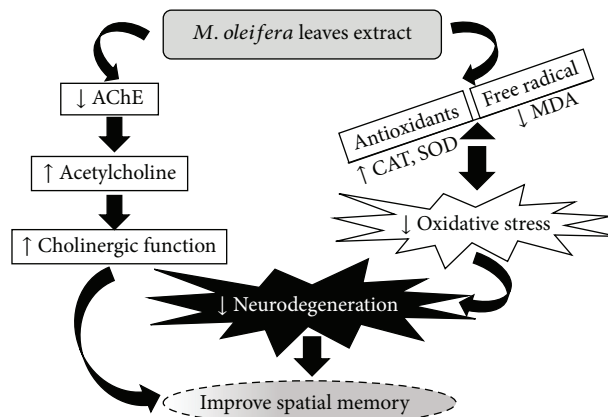 M. oleifera leaves extract
↓ AChE
↑ Acetylcholine
↑ Cholinergic function
Antioxidants
Free radical
↑ CAT, SOD
↓ MDA
↓ Oxidative stress
↓ Neurodegeneration
Improve spatial memory